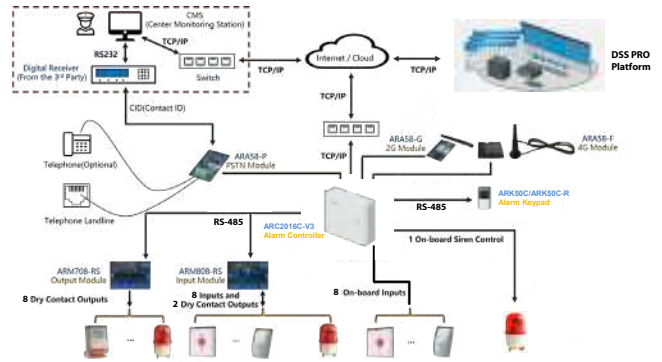 CMS
(Center Monitoring Station)
RS232
TCP/IP
Digital Receiver
(From the 3rd Party)
Switch
TCP/IP
Internet / Cloud
TCP/IP
DSS PRO
Platform
CID(Contact ID)
TCP/IP
TCP/IP
ARA58-G
2G Module
ARA58-F
4G Module
Telephone(Optional)
ARA58-P
PSTN Module
Telephone Landline
RS-485
ARC2016C-V3
Alarm Controller
RS-485
ARK50C/ARK50C-R
Alarm Keypad
1 On-board Siren Control
ARM708-RS
Output Module
ARM808-RS
Input Module
8 Dry Contact Outputs
8 Inputs and
2 Dry Contact Outputs
8 On-board Inputs
...
...
...